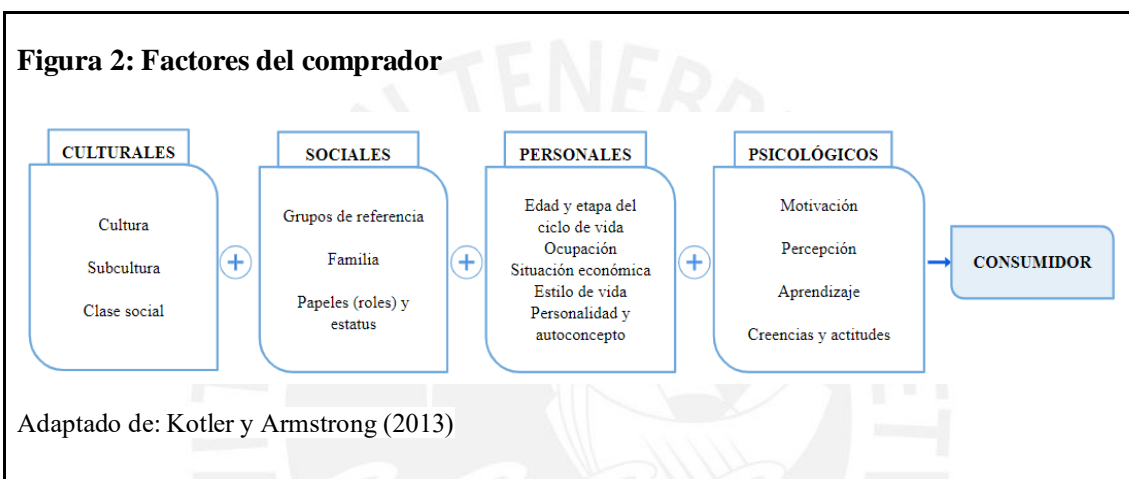 Figura 2: Factores del comprador
CULTURALES
Cultura
Subcultura
Clase social
SOCIALES
Grupos de referencia
Familia
Papeles (roles) y
estatus
PERSONALES
Edad y etapa del
ciclo de vida
Ocupación
Situación económica
Estilo de vida
Personalidad y
autoconcepto
PSICOLÓGICOS
Motivación
Percepción
Aprendizaje
Creencias y actitudes
CONSUMIDOR
Adaptado de: Kotler y Armstrong (2013)